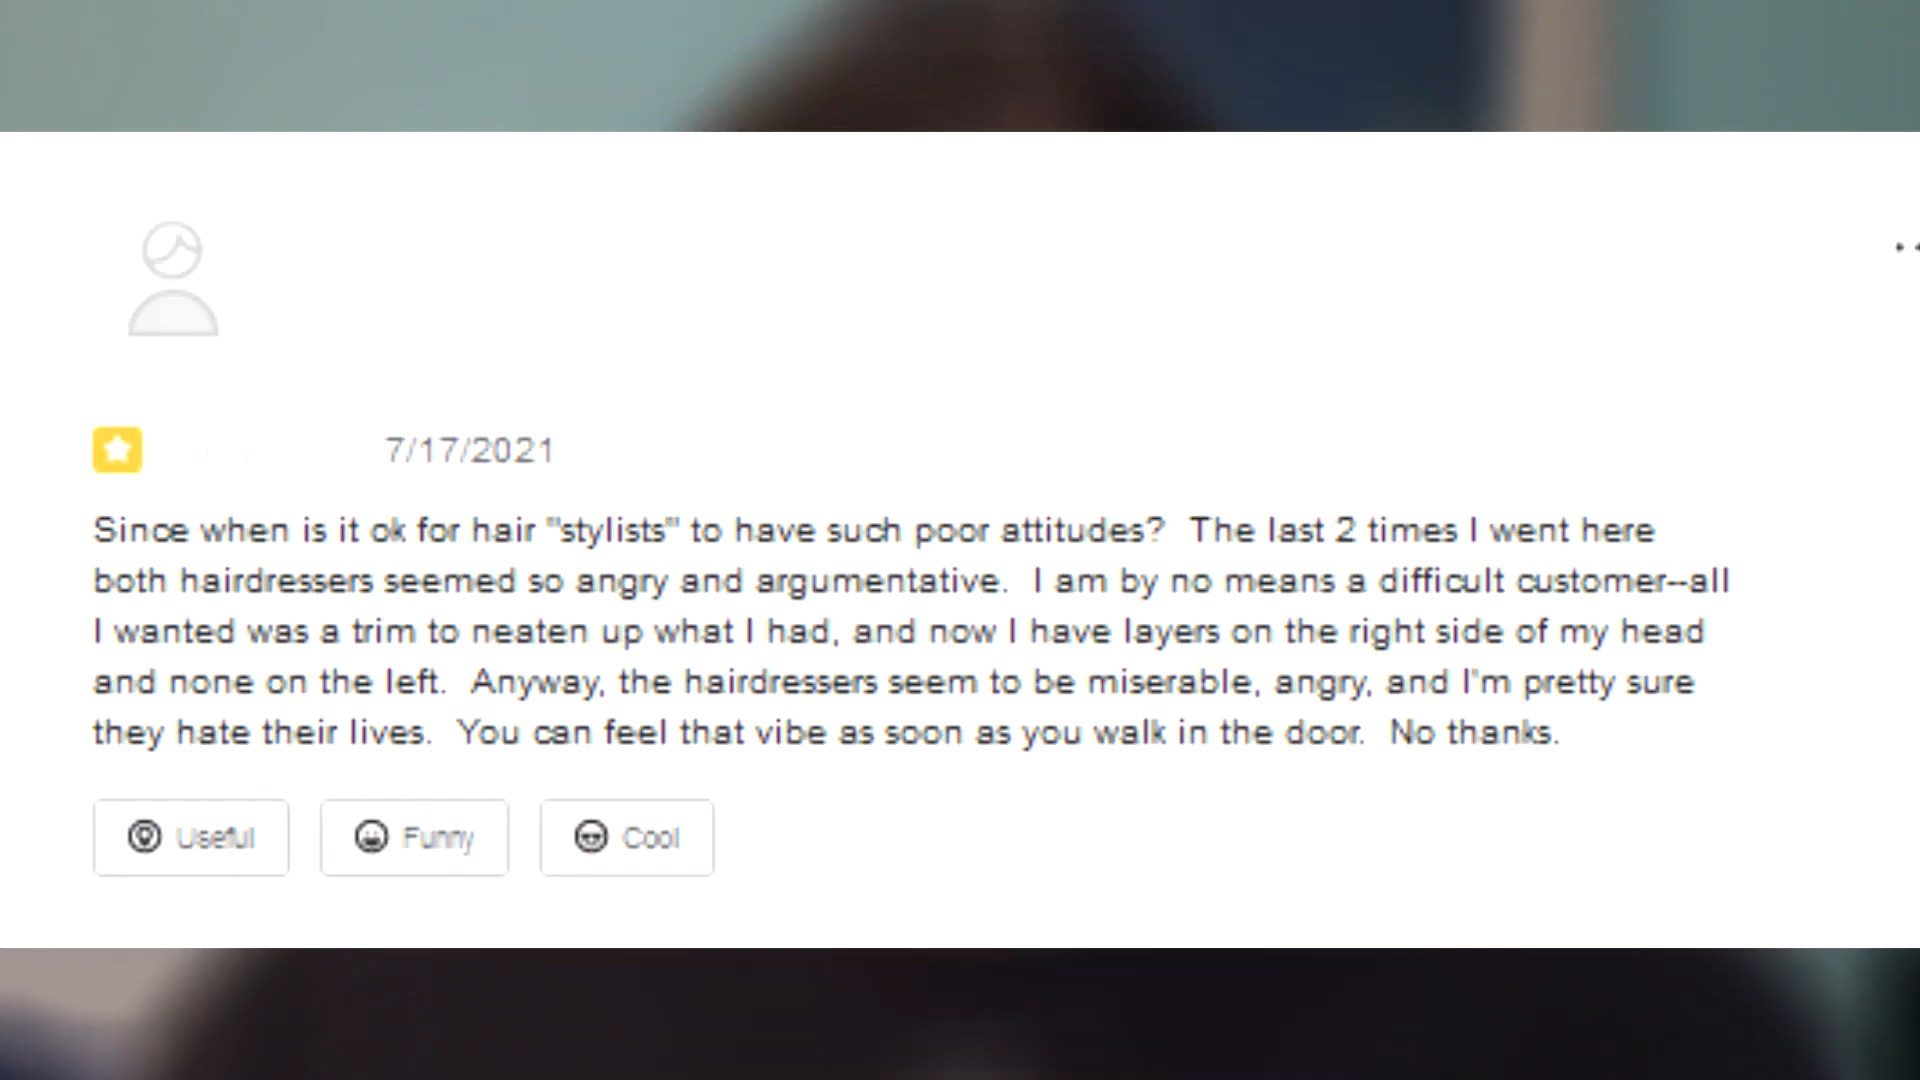 7/17/2021
Since when is it ok for hair "stylists" to have such poor attitudes?  The last 2 times I went here
both hairdressers seemed so angry and argumentative.  I am by no means a difficult customer--all
I wanted was a trim to neaten up what I had, and now I have layers on the right side of my head
and none on the left.  Anyway, the hairdressers seem to be miserable, angry, and I'm pretty sure
they hate their lives.  You can feel that vibe as soon as you walk in the door.  No thanks.
Useful Funny Cool